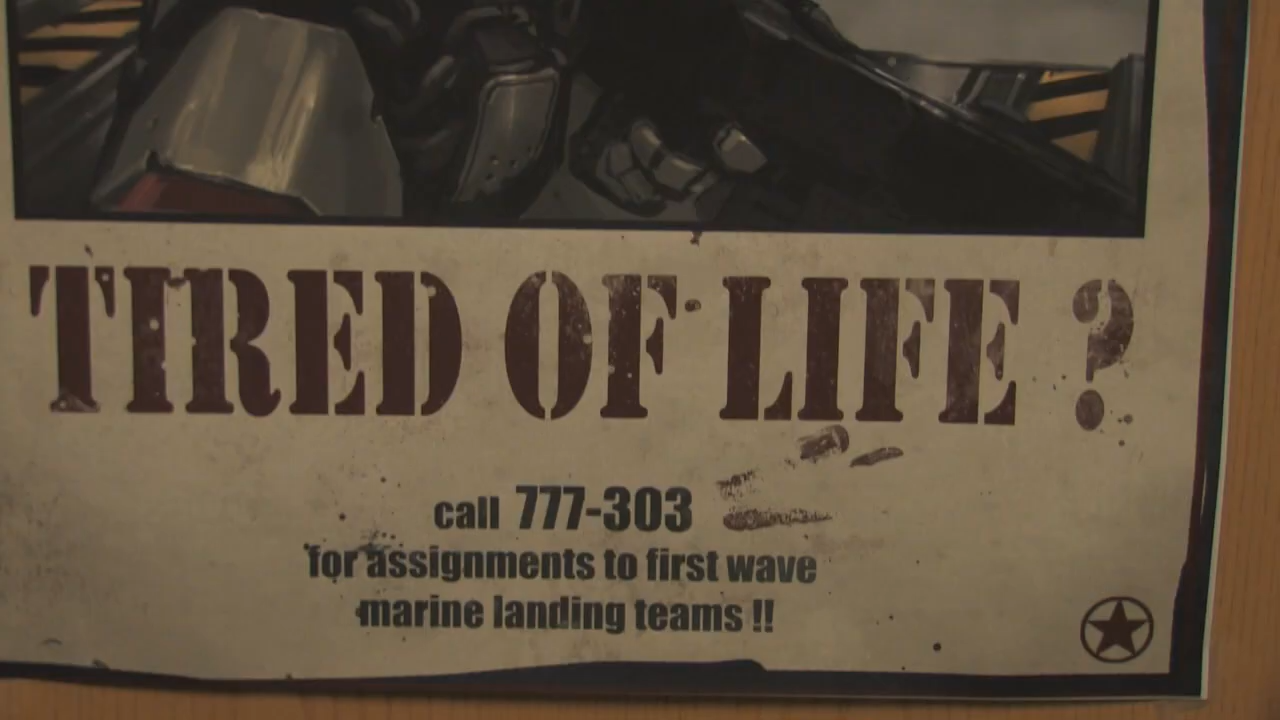 TIRED OF LIFE ?
call 777-303
for assignments to first wave
marine landing teams !!